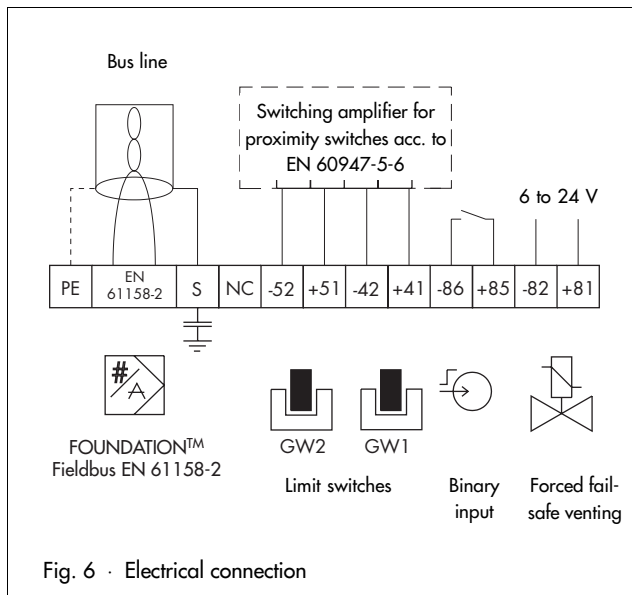 Bus line
Switching amplifier for
proximity switches acc. to
EN 60947-5-6
6 to 24 V
PE
EN
61158-2
S
NC
-52
+51
-42
+41
-86
+85
-82
+81
#
A
FOUNDATION™
Fieldbus EN 61158-2
GW2
GW1
Limit switches
Binary
input
Forced fail-
safe venting
Fig. 6 · Electrical connection